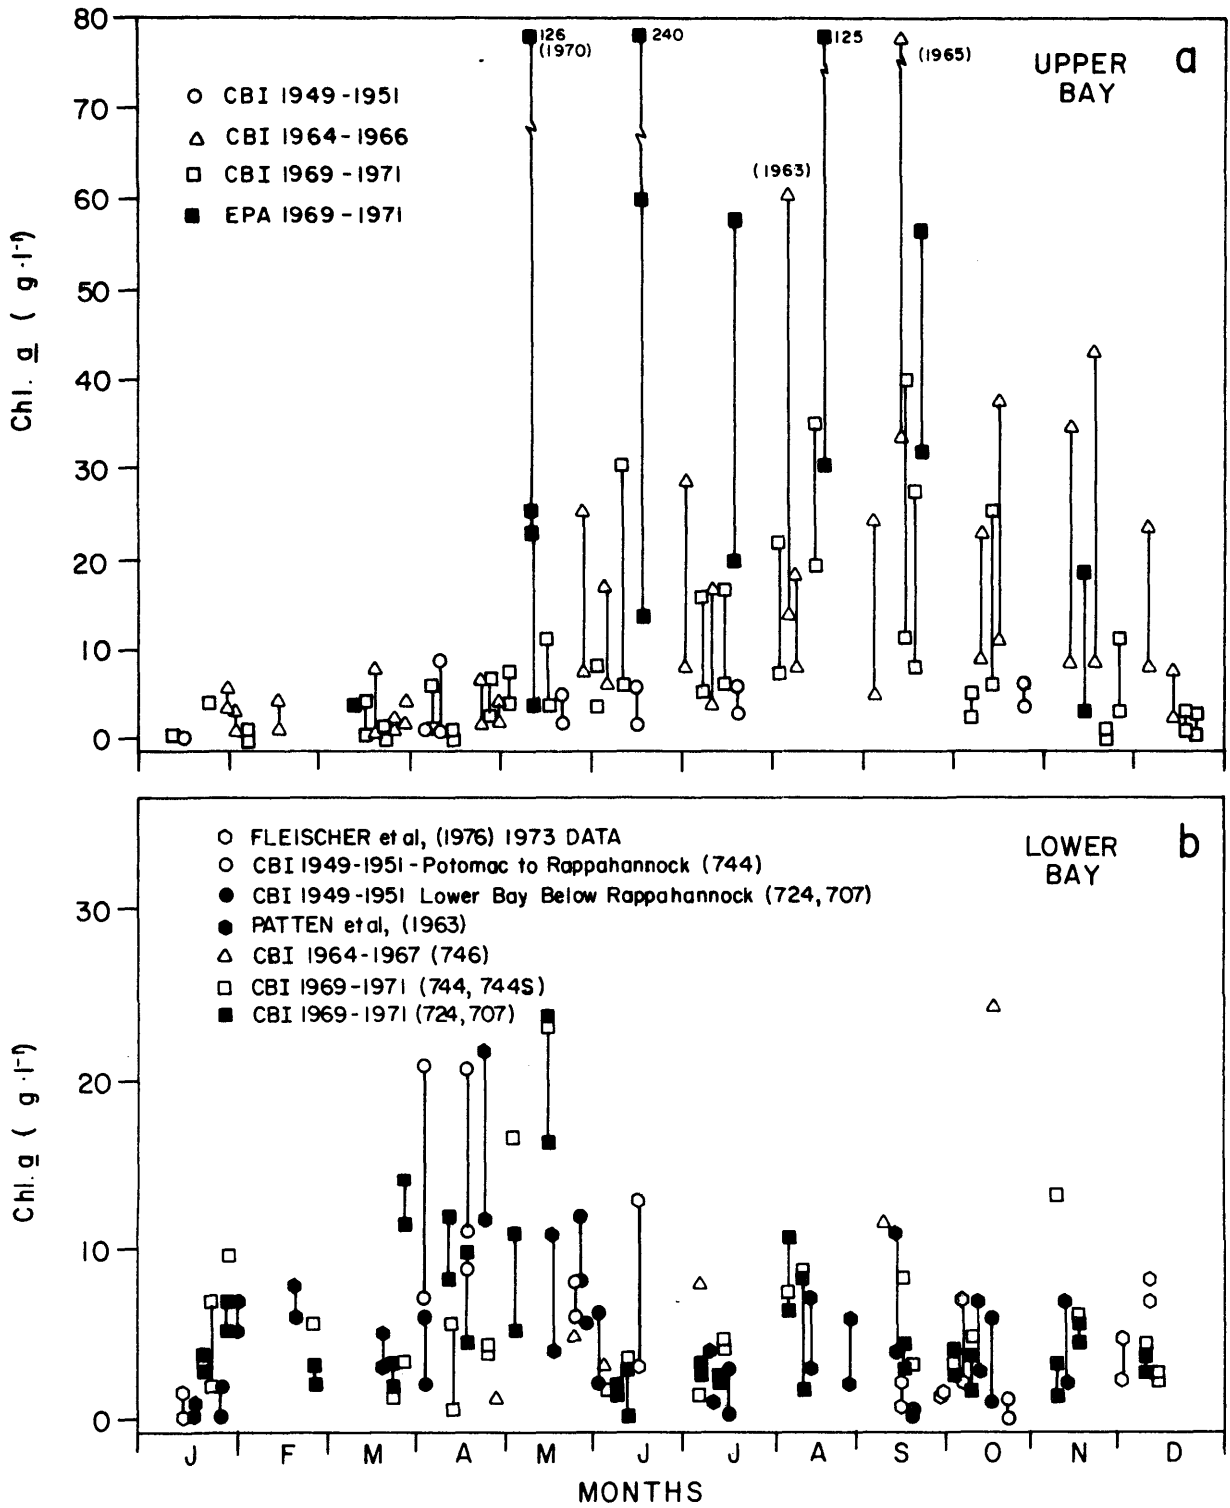 80
70
60
50
40
30
20
10
0
Chl. a ( g·l⁻¹)
126
(1970)
240
125
(1965)
(1963)
UPPER
BAY
a
CBI 1949-1951
CBI 1964-1966
CBI 1969-1971
EPA 1969-1971
FLEISCHER et al, (1976) 1973 DATA
CBI 1949-1951-Potomac to Rappahannock (744)
CBI 1949-1951 Lower Bay Below Rappahannock (724,707)
PATTEN et al, (1963)
CBI 1964-1967 (746)
CBI 1969-1971 (744, 744S)
CBI 1969-1971 (724,707)
LOWER
BAY
b
30
20
10
0
Chl. a ( g·l⁻¹)
J F M A M J J A S O N D
MONTHS